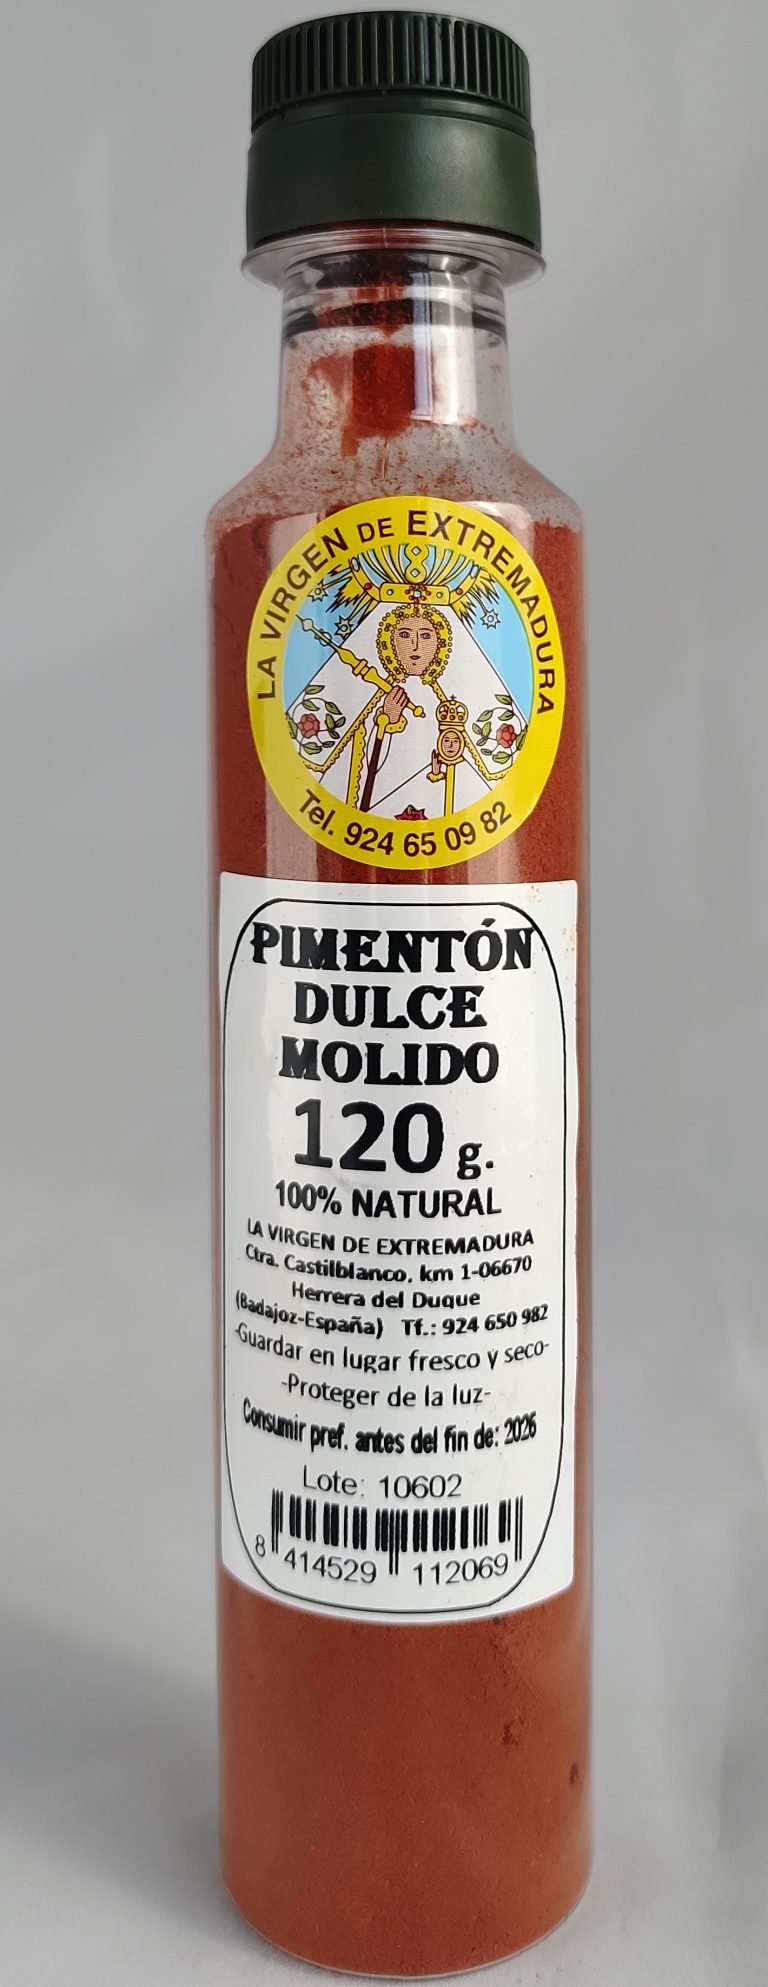 LA VIRGEN DE EXTREMADURA
Tel. 924 65 09 82
PIMENTÓN
DULCE
MOLIDO
120 g.
100% NATURAL
LA VIRGEN DE EXTREMADURA
Ctra. Castilblanco, km 1-06670
Herrera del Duque
(Badajoz-España) Tf.: 924 650 982
-Guardar en lugar fresco y seco-
-Proteger de la luz-
Consumir pref. antes del fin de: 2026
Lote: 10602
8 414529 112069